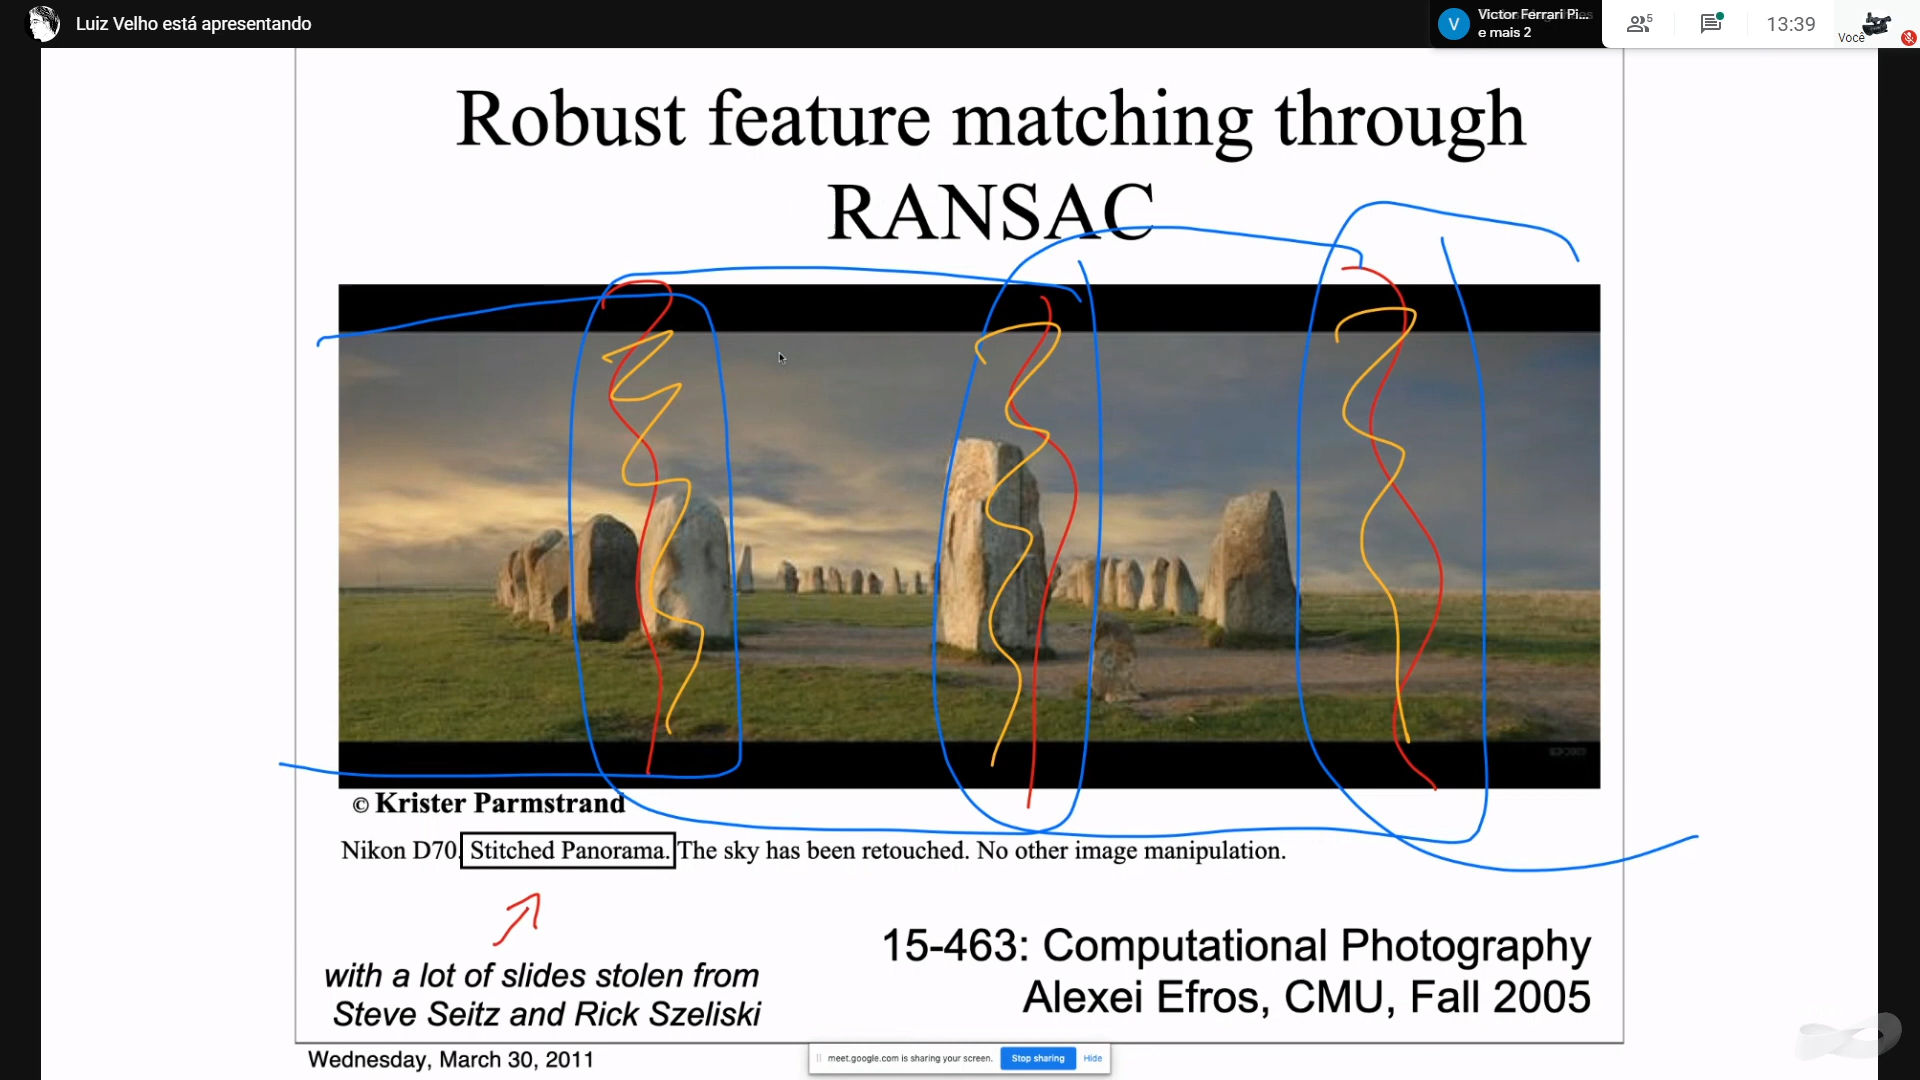 Luiz Velho está apresentando
V
Victor Ferrari Pi...
e mais 2
5
13:39
Você
Robust feature matching through
RANSAC
© Krister Parmstrand
Nikon D70. Stitched Panorama. The sky has been retouched. No other image manipulation.
with a lot of slides stolen from
Steve Seitz and Rick Szeliski
15-463: Computational Photography
Alexei Efros, CMU, Fall 2005
Wednesday, March 30, 2011
meet.google.com is sharing your screen. Stop sharing Hide